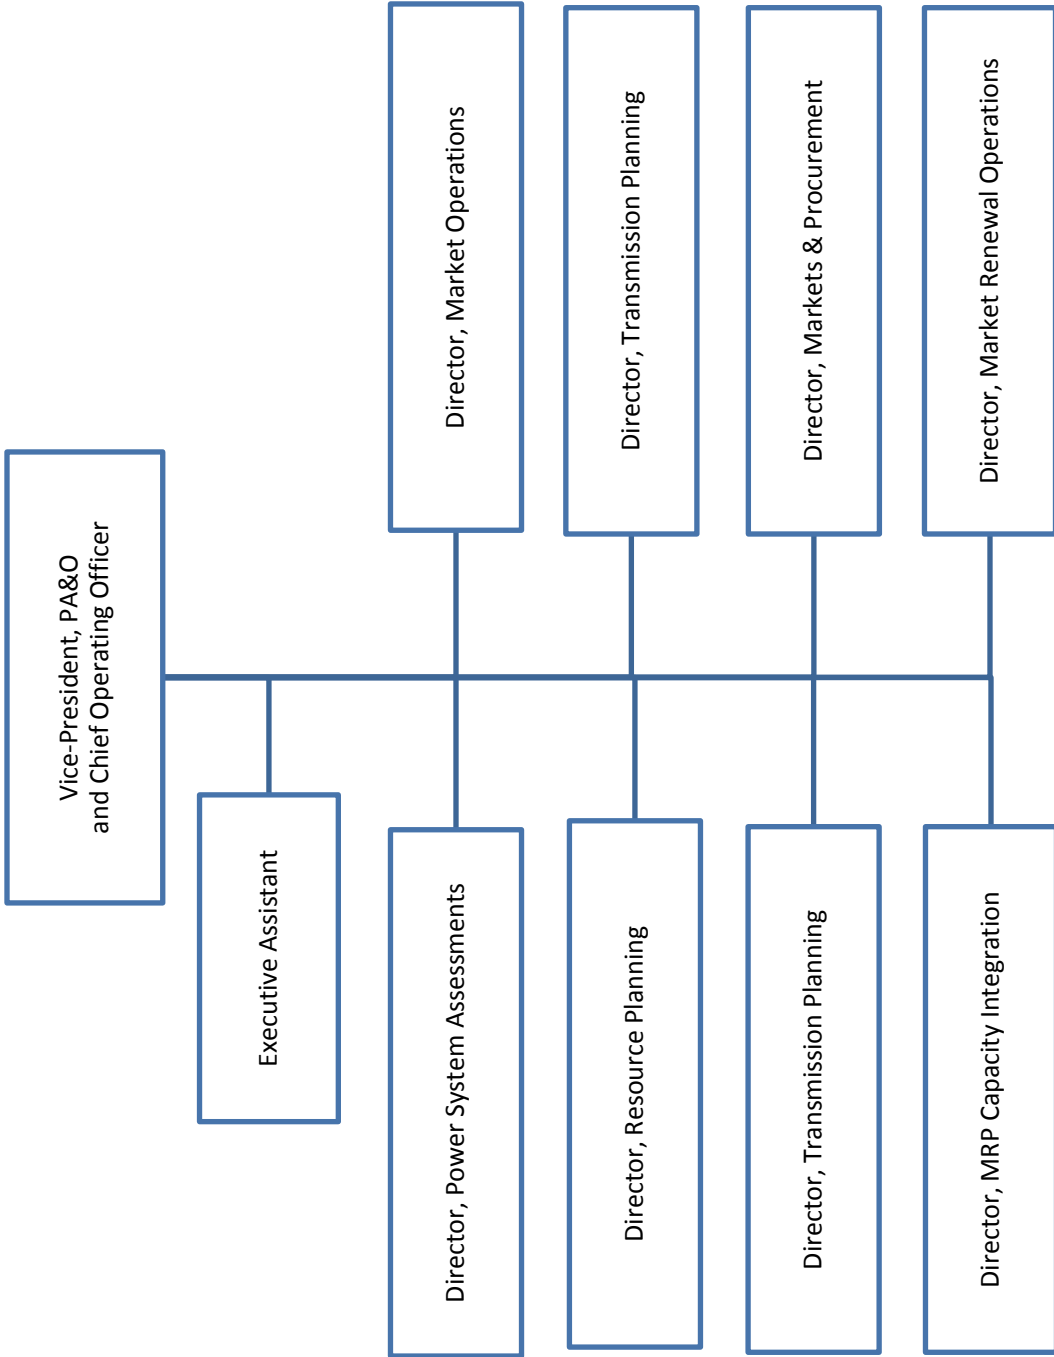 Vice-President, PA&O
and Chief Operating Officer
Executive Assistant
Director, Power System Assessments
Director, Market Operations
Director, Resource Planning
Director, Transmission Planning
Director, Transmission Planning
Director, Markets & Procurement
Director, MRP Capacity Integration
Director, Market Renewal Operations